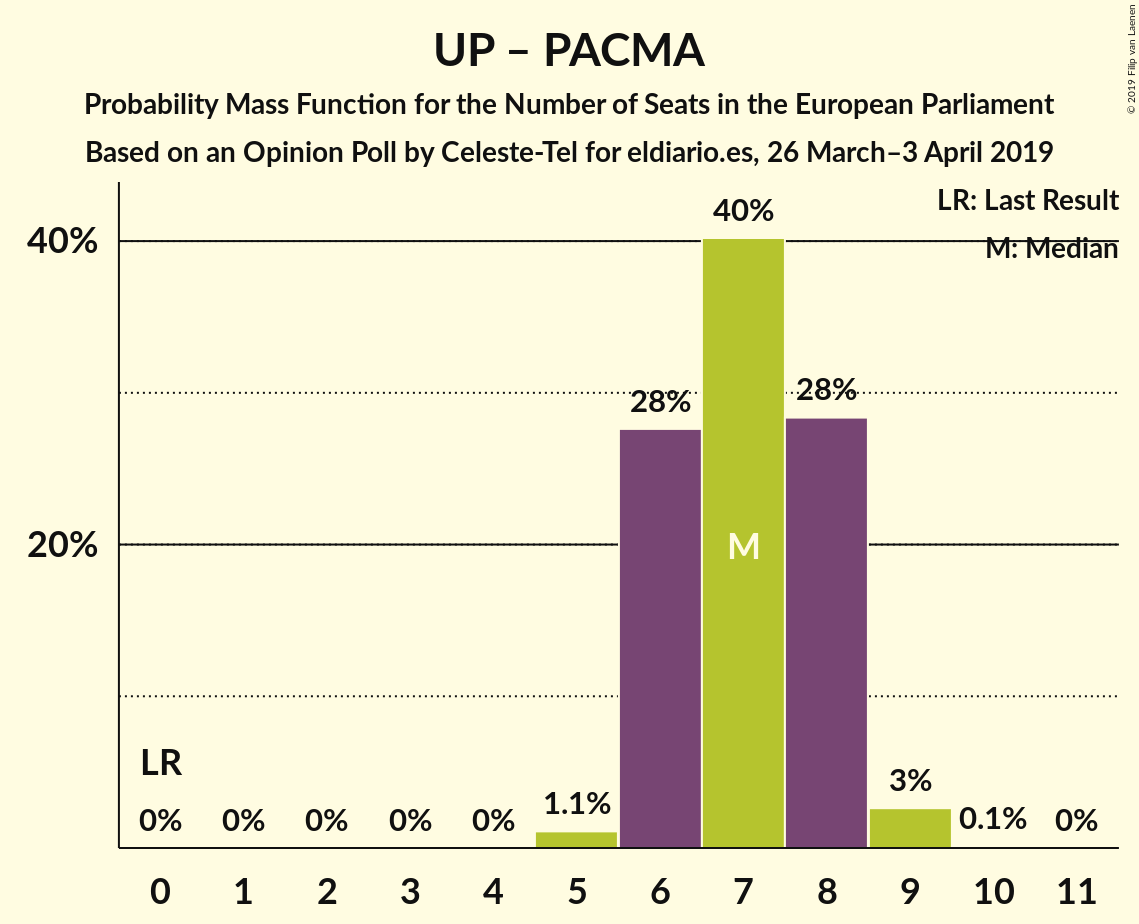 UP – PACMA
Probability Mass Function for the Number of Seats in the European Parliament
Based on an Opinion Poll by Celeste-Tel for eldiario.es, 26 March–3 April 2019
© 2019 Filip van Laenen
LR: Last Result
M: Median
40%
20%
40%
28%
28%
M
LR
0%
0%
0%
0%
0%
1.1%
3%
0.1%
0%
0 1 2 3 4 5 6 7 8 9 10 11